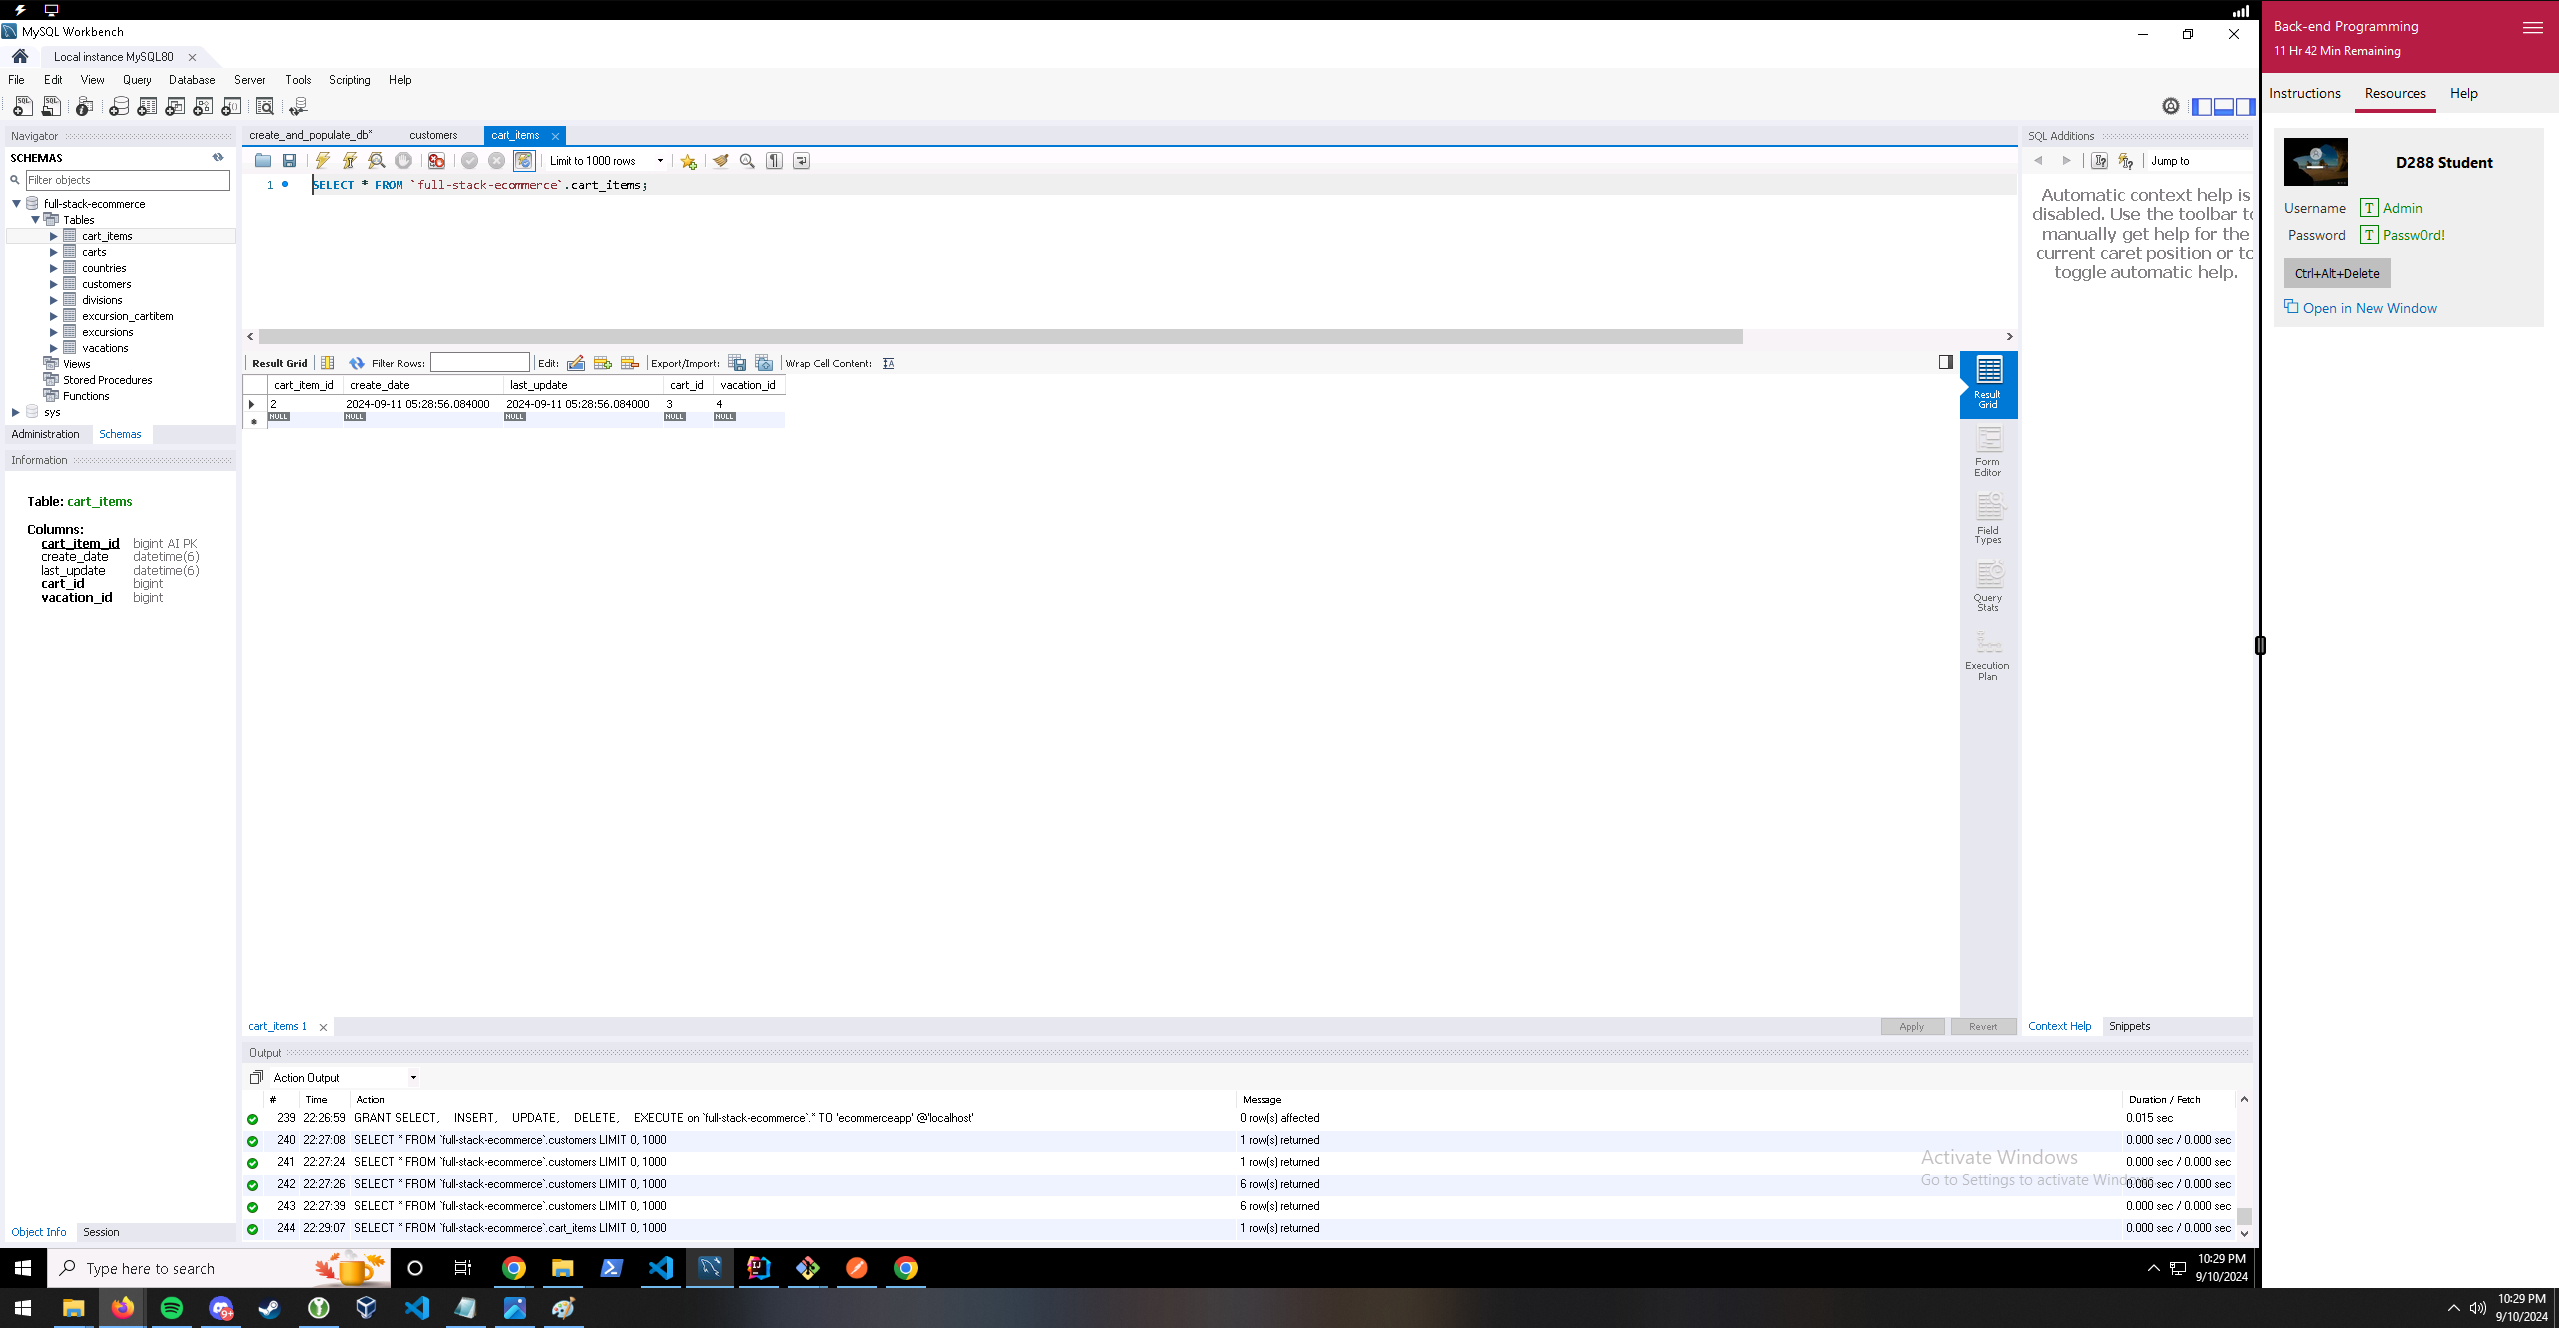 MySQL Workbench
Local instance MySQL80
File Edit View Query Database Server Tools Scripting Help
Navigator
SCHEMAS
Filter objects
full-stack-ecommerce
Tables
cart_items
carts
countries
customers
divisions
excursion_cartitem
excursions
vacations
Views
Stored Procedures
Functions
sys
Administration Schemas
Information
Table: cart_items
Columns:
cart_item_id bigint AI PK
create_date datetime(6)
last_update datetime(6)
cart_id bigint
vacation_id bigint
Object Info Session
create_and_populate_db* customers cart_items
Limit to 1000 rows
1 SELECT * FROM `full-stack-ecommerce`.cart_items;
Result Grid Filter Rows: Edit: Export/Import: Wrap Cell Content:
cart_item_id create_date last_update cart_id vacation_id
2 2024-09-11 05:28:56.084000 2024-09-11 05:28:56.084000 3 4
NULL NULL NULL NULL NULL
Result Grid
Form Editor
Field Types
Query Stats
Execution Plan
cart_items 1
Apply Revert
SQL Additions
Jump to
Automatic context help is
disabled. Use the toolbar to
manually get help for the
current caret position or to
toggle automatic help.
Context Help Snippets
Output
Action Output
# Time Action Message Duration / Fetch
239 22:26:59 GRANT SELECT, INSERT, UPDATE, DELETE, EXECUTE on `full-stack-ecommerce`.* TO 'ecommerceapp' @'localhost' 0 row(s) affected 0.015 sec
240 22:27:08 SELECT * FROM `full-stack-ecommerce`.customers LIMIT 0, 1000 1 row(s) returned 0.000 sec / 0.000 sec
241 22:27:24 SELECT * FROM `full-stack-ecommerce`.customers LIMIT 0, 1000 1 row(s) returned 0.000 sec / 0.000 sec
242 22:27:26 SELECT * FROM `full-stack-ecommerce`.customers LIMIT 0, 1000 6 row(s) returned 0.000 sec / 0.000 sec
243 22:27:39 SELECT * FROM `full-stack-ecommerce`.customers LIMIT 0, 1000 6 row(s) returned 0.000 sec / 0.000 sec
244 22:29:07 SELECT * FROM `full-stack-ecommerce`.cart_items LIMIT 0, 1000 1 row(s) returned 0.000 sec / 0.000 sec
Activate Windows
Go to Settings to activate Windows.
Type here to search
10:29 PM
9/10/2024
Back-end Programming
11 Hr 42 Min Remaining
Instructions Resources Help
D288 Student
Username T Admin
Password T Passw0rd!
Ctrl+Alt+Delete
Open in New Window
9+
10:29 PM
9/10/2024